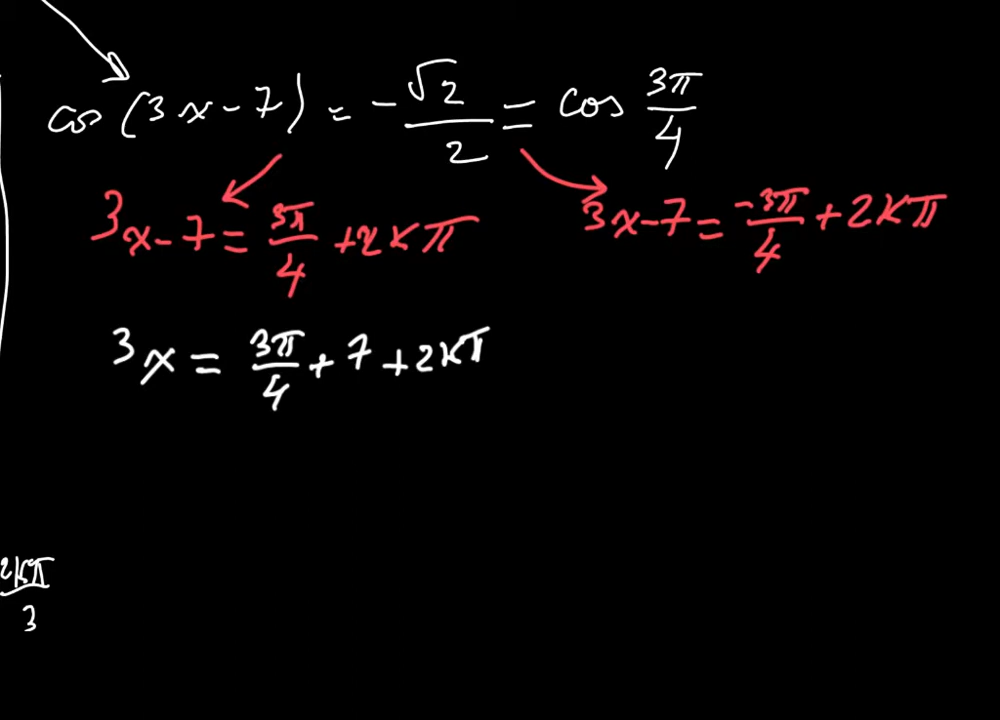 cos (3x-7) = -√2/2 = cos 3π/4
3x-7 = 3π/4 + 2kπ
3x-7 = -3π/4 + 2kπ
3x = 3π/4 + 7 + 2kπ
2kπ/3